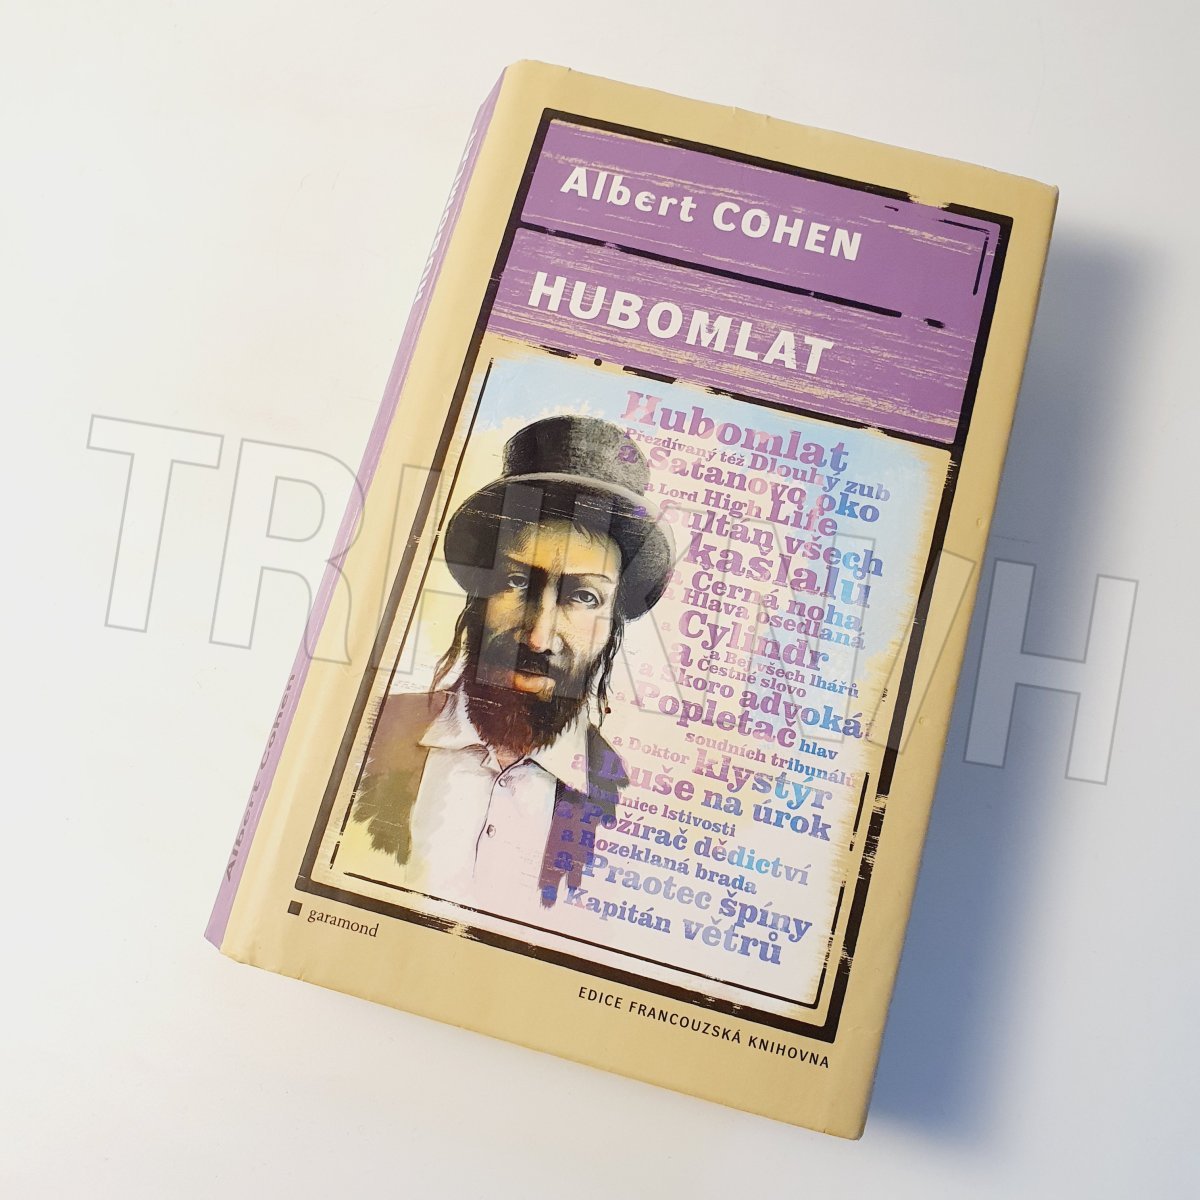 Albert COHEN
HUBOMLAT
Hubomlat
Přezdívaný též Dlouhý zub
a Satanovo oko
a Lord High Life
a Sultán všech
kašlalů
a Černá noha
a Hlava osedlaná
a Cylindr
a Bej všech lhářů
a Čestné slovo
a Skoro advokát
a Popletač hlav
soudních tribunálů
a Doktor klystýr
a Duše na úrok
lstivosti
a Požírač dědictví
a Rozeklaná brada
a Praotec špíny
a Kapitán větrů
garamond
EDICE FRANCOUZSKÁ KNIHOVNA
Albert Cohen
TRHKNIH